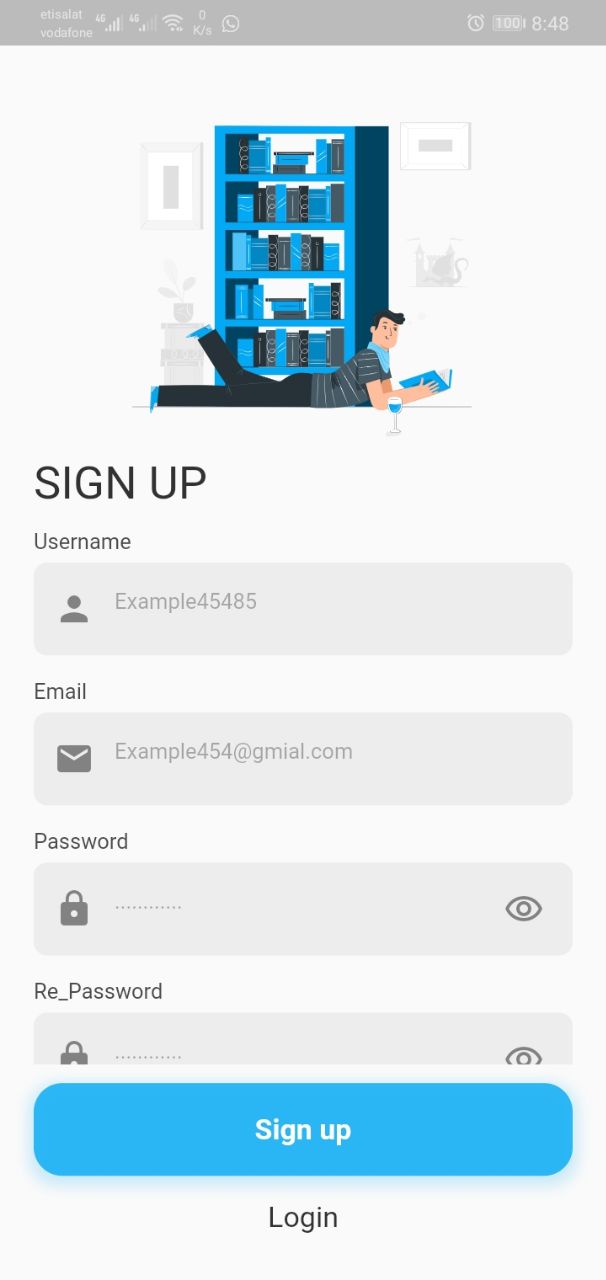 etisalat
vodafone
4G
4G
0
K/s
100
8:48
SIGN UP
Username
Example45485
Email
Example454@gmial.com
Password
............
Re_Password
............
Sign up
Login